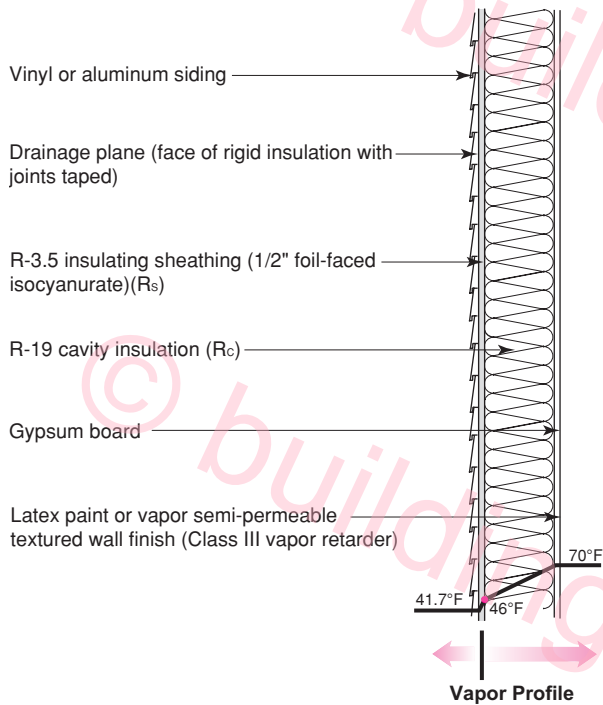 Vinyl or aluminum siding
Drainage plane (face of rigid insulation with
joints taped)
R-3.5 insulating sheathing (1/2" foil-faced
isocyanurate)(Rs)
R-19 cavity insulation (Rc)
Gypsum board
Latex paint or vapor semi-permeable
textured wall finish (Class III vapor retarder)
70°F
41.7°F
46°F
Vapor Profile
© building
build